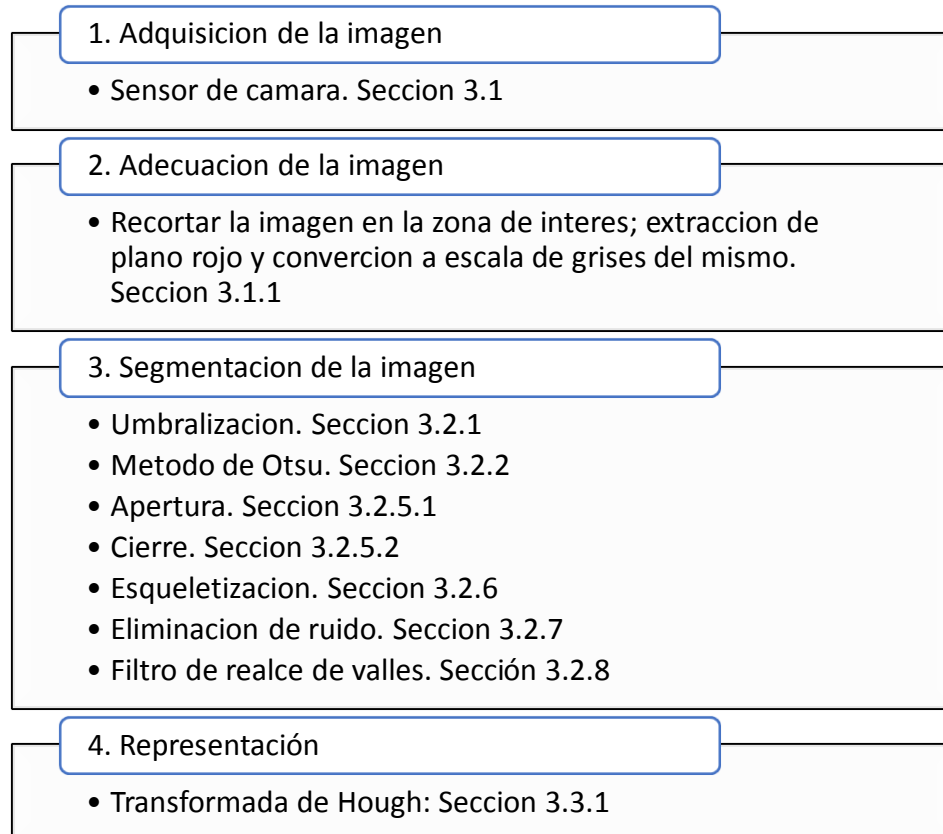 1. Adquisicion de la imagen
• Sensor de camara. Seccion 3.1
2. Adecuacion de la imagen
• Recortar la imagen en la zona de interes; extraccion de
plano rojo y convercion a escala de grises del mismo.
Seccion 3.1.1
3. Segmentacion de la imagen
• Umbralizacion. Seccion 3.2.1
• Metodo de Otsu. Seccion 3.2.2
• Apertura. Seccion 3.2.5.1
• Cierre. Seccion 3.2.5.2
• Esqueletizacion. Seccion 3.2.6
• Eliminacion de ruido. Seccion 3.2.7
• Filtro de realce de valles. Sección 3.2.8
4. Representación
• Transformada de Hough: Seccion 3.3.1